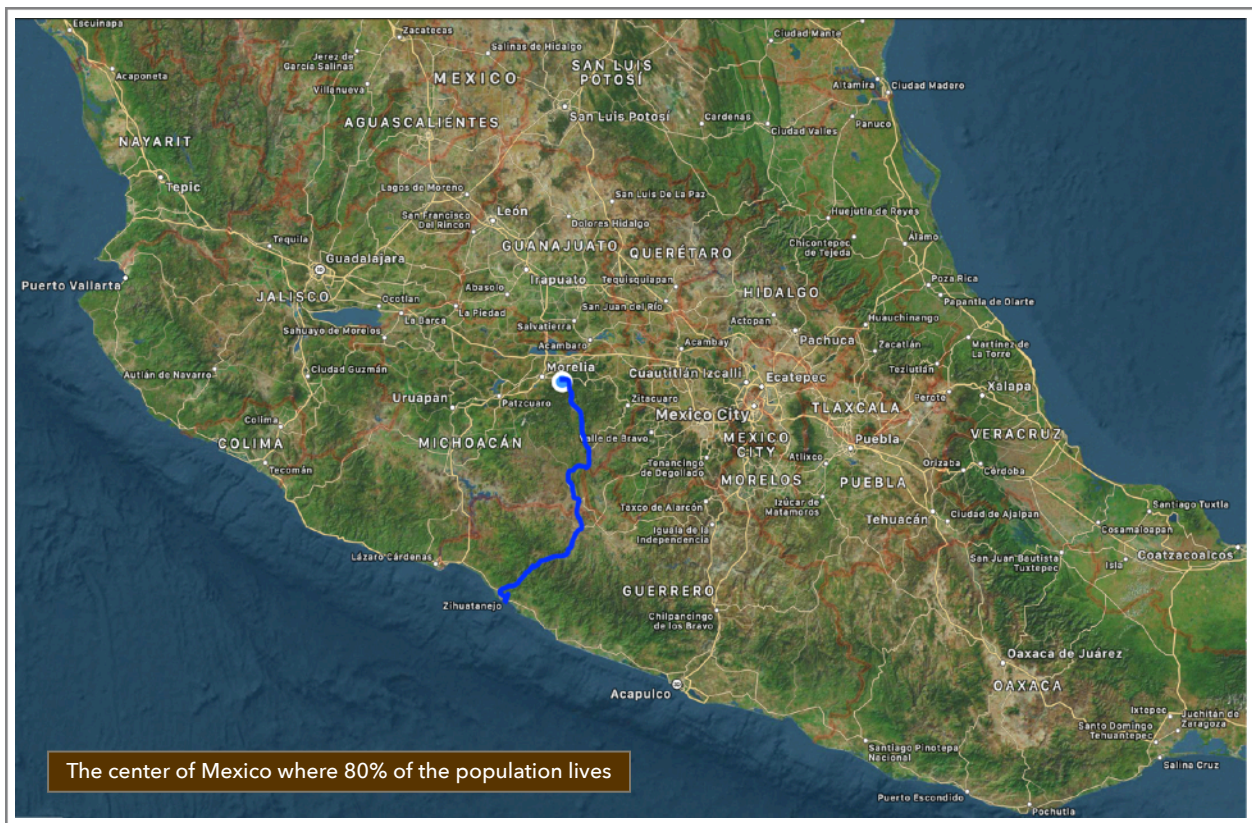 Escuinapa
Zacatecas
Ciudad Mante
Salinas de Hidalgo
Jerez de
García Salinas
SAN LUIS
POTOSÍ
Acaponeta
MEXICO
Villanueva
Altamira
Ciudad Madero
San Luis Potosí
Cardenas
Panuco
AGUASCALIENTES
Ciudad Valles
NAYARIT
Tepic
Lagos de Moreno
San Luis De La Paz
San Francisco
Del Rincon
León
Dolores Hidalgo
Huejutla de Reyes
Tequila
Guadalajara
GUANAJUATO
QUERÉTARO
Chicontepec
de Tejeda
Álamo
Puerto Vallarta
Irapuato
Tequisquiapan
Poza Rica
JALISCO
Ocotlan
Abasolo
HIDALGO
Papantla de Olarte
La Barca
La Piedad
San Juan del Río
Sahuayo de Morelos
Salvatierra
Actopan
Huauchinango
Acambaro
Acambay
Pachuca
Zacatlán
Martinez de
La Torre
Autlán de Navarro
Ciudad Guzmán
Morelia
Cuautitlán Izcalli
Ecatepec
Teziutlán
Uruapan
Patzcuaro
Zitacuaro
Mexico City
TLAXCALA
Perote
Xalapa
Colima
COLIMA
MICHOACÁN
Valle de Bravo
MEXICO
CITY
Puebla
VERACRUZ
Tecomán
Tenancingo
de Degollado
Atlixco
Orizaba
Córdoba
MORELOS
PUEBLA
Taxco de Alarcón
Izúcar de
Matamoros
Tehuacán
Ciudad de Ajalpan
Santiago Tuxtla
Iguala de la
Independencia
Cosamaloapan
Lázaro Cárdenas
San Juan Bautista
Tuxtepec
Isla
Coatzacoalcos
Zihuatanejo
GUERRERO
Chilpancingo
de los Bravo
Oaxaca de Juárez
OAXACA
Acapulco
Ixtepec
Juchitán de
Zaragoza
Santo Domingo
Tehuantepec
Santiago Pinotepa
Nacional
Salina Cruz
The center of Mexico where 80% of the population lives
Puerto Escondido
Pochutla